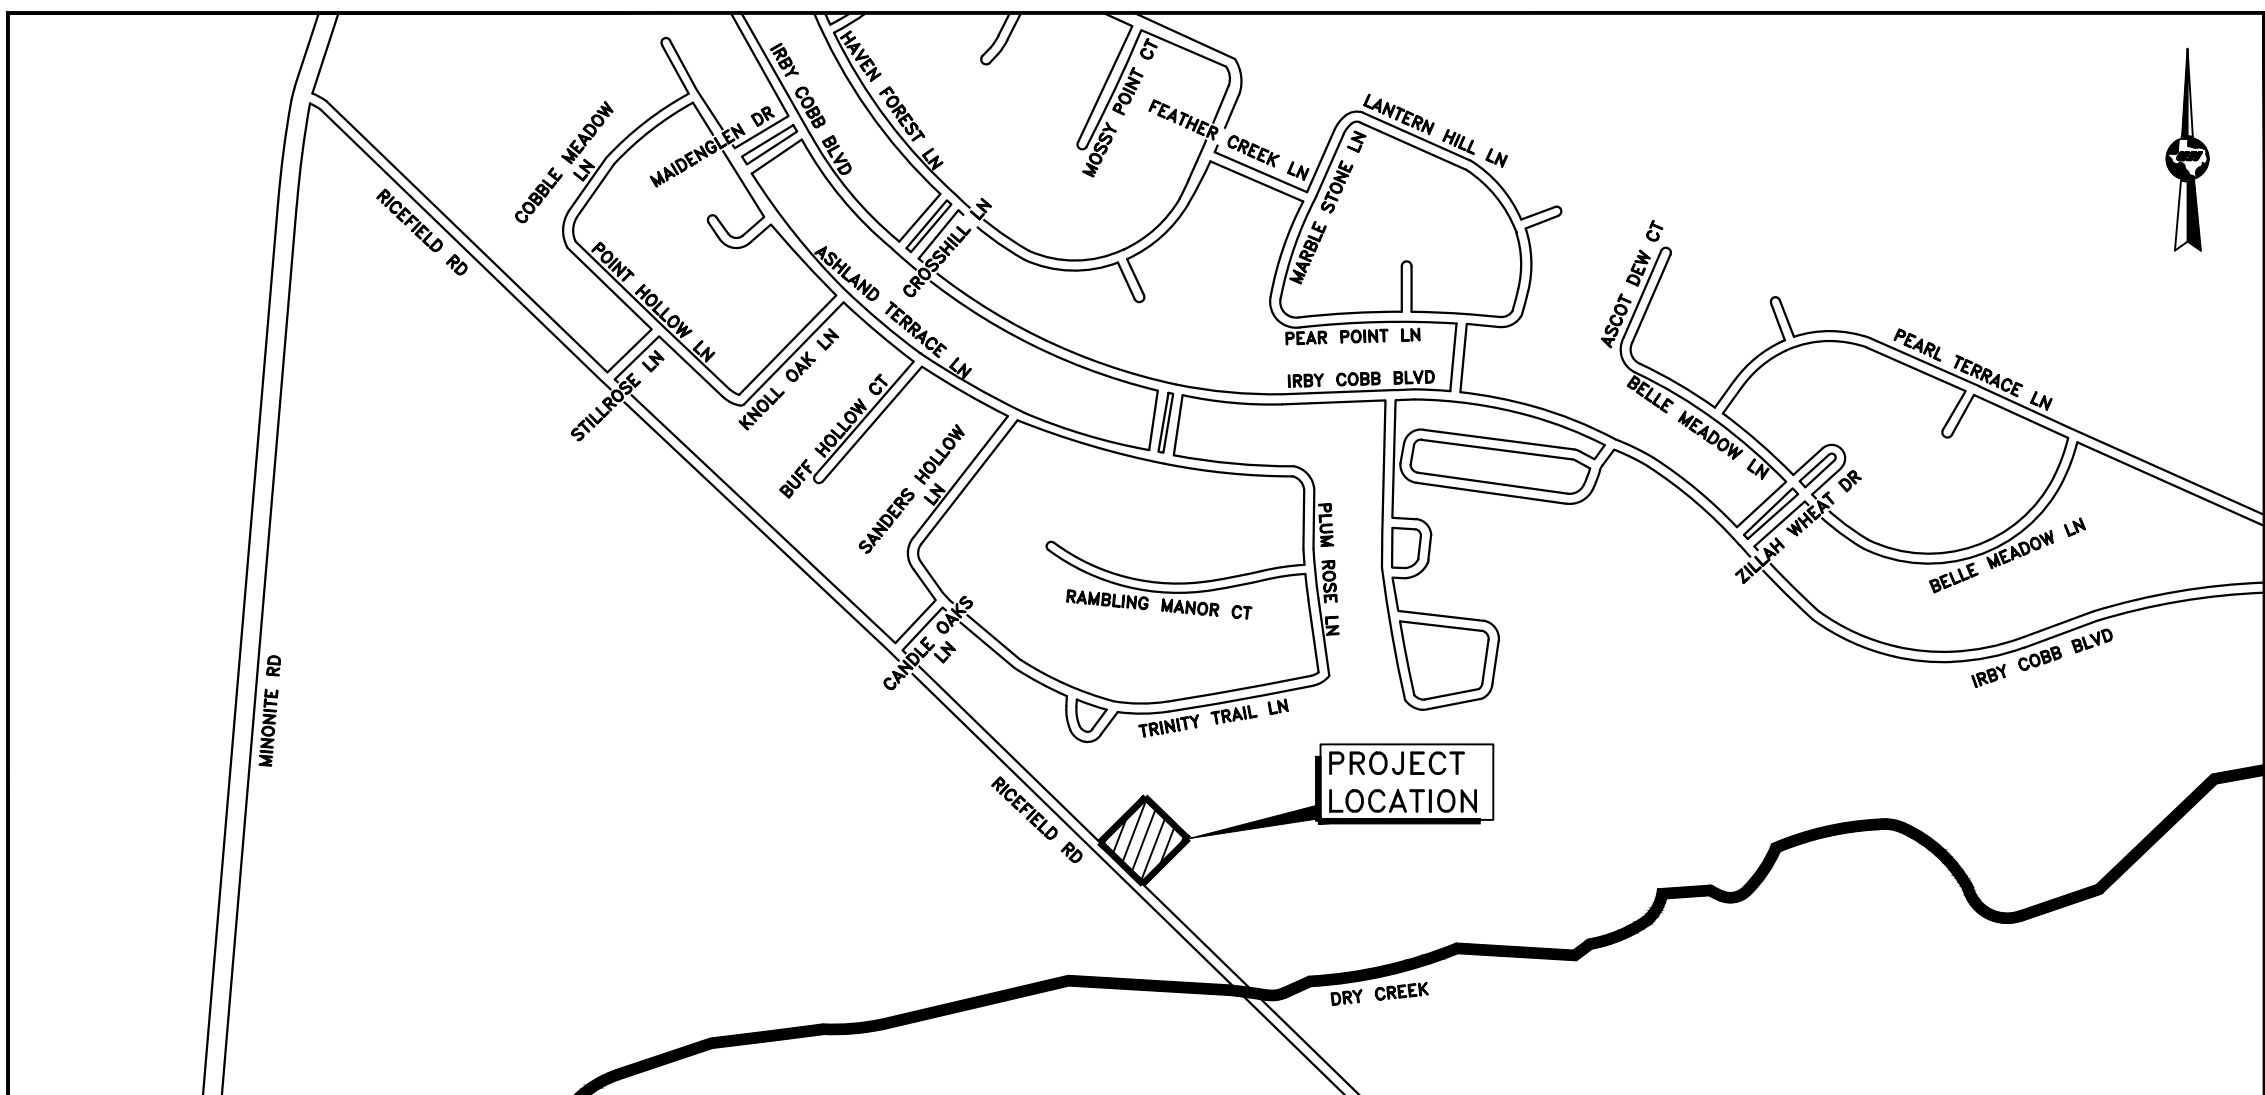 IRBY COBB BLVD
HAVEN FOREST LN
MOSSY POINT CT
FEATHER CREEK LN
LANTERN HILL LN
MARBLE STONE LN
COBBLE MEADOW
LN
MAIDENGLEN DR
RICEFIELD RD
CROSSHILL LN
POINT HOLLOW LN
ASHLAND TERRACE LN
PEAR POINT LN
IRBY COBB BLVD
ASCOT DEW CT
PEARL TERRACE LN
BELLE MEADOW LN
STILLROSE LN
KNOLL OAK LN
BUFF HOLLOW CT
SANDERS HOLLOW
LN
PLUM ROSE LN
ZILLAH WHEAT DR
BELLE MEADOW LN
RAMBLING MANOR CT
CANDLE OAKS
LN
IRBY COBB BLVD
MINONITE RD
TRINITY TRAIL LN
PROJECT
LOCATION
RICEFIELD RD
DRY CREEK